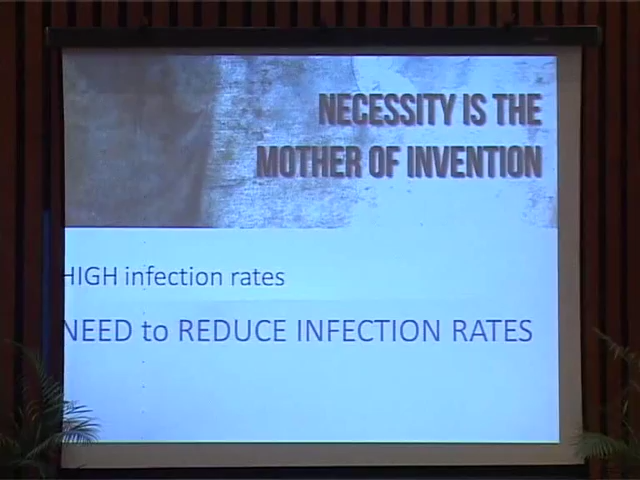 NECESSITY IS THE
MOTHER OF INVENTION
HIGH infection rates
NEED to REDUCE INFECTION RATES